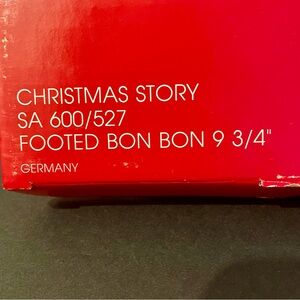 CHRISTMAS STORY
SA 600/527
FOOTED BON BON 9 3/4"
GERMANY